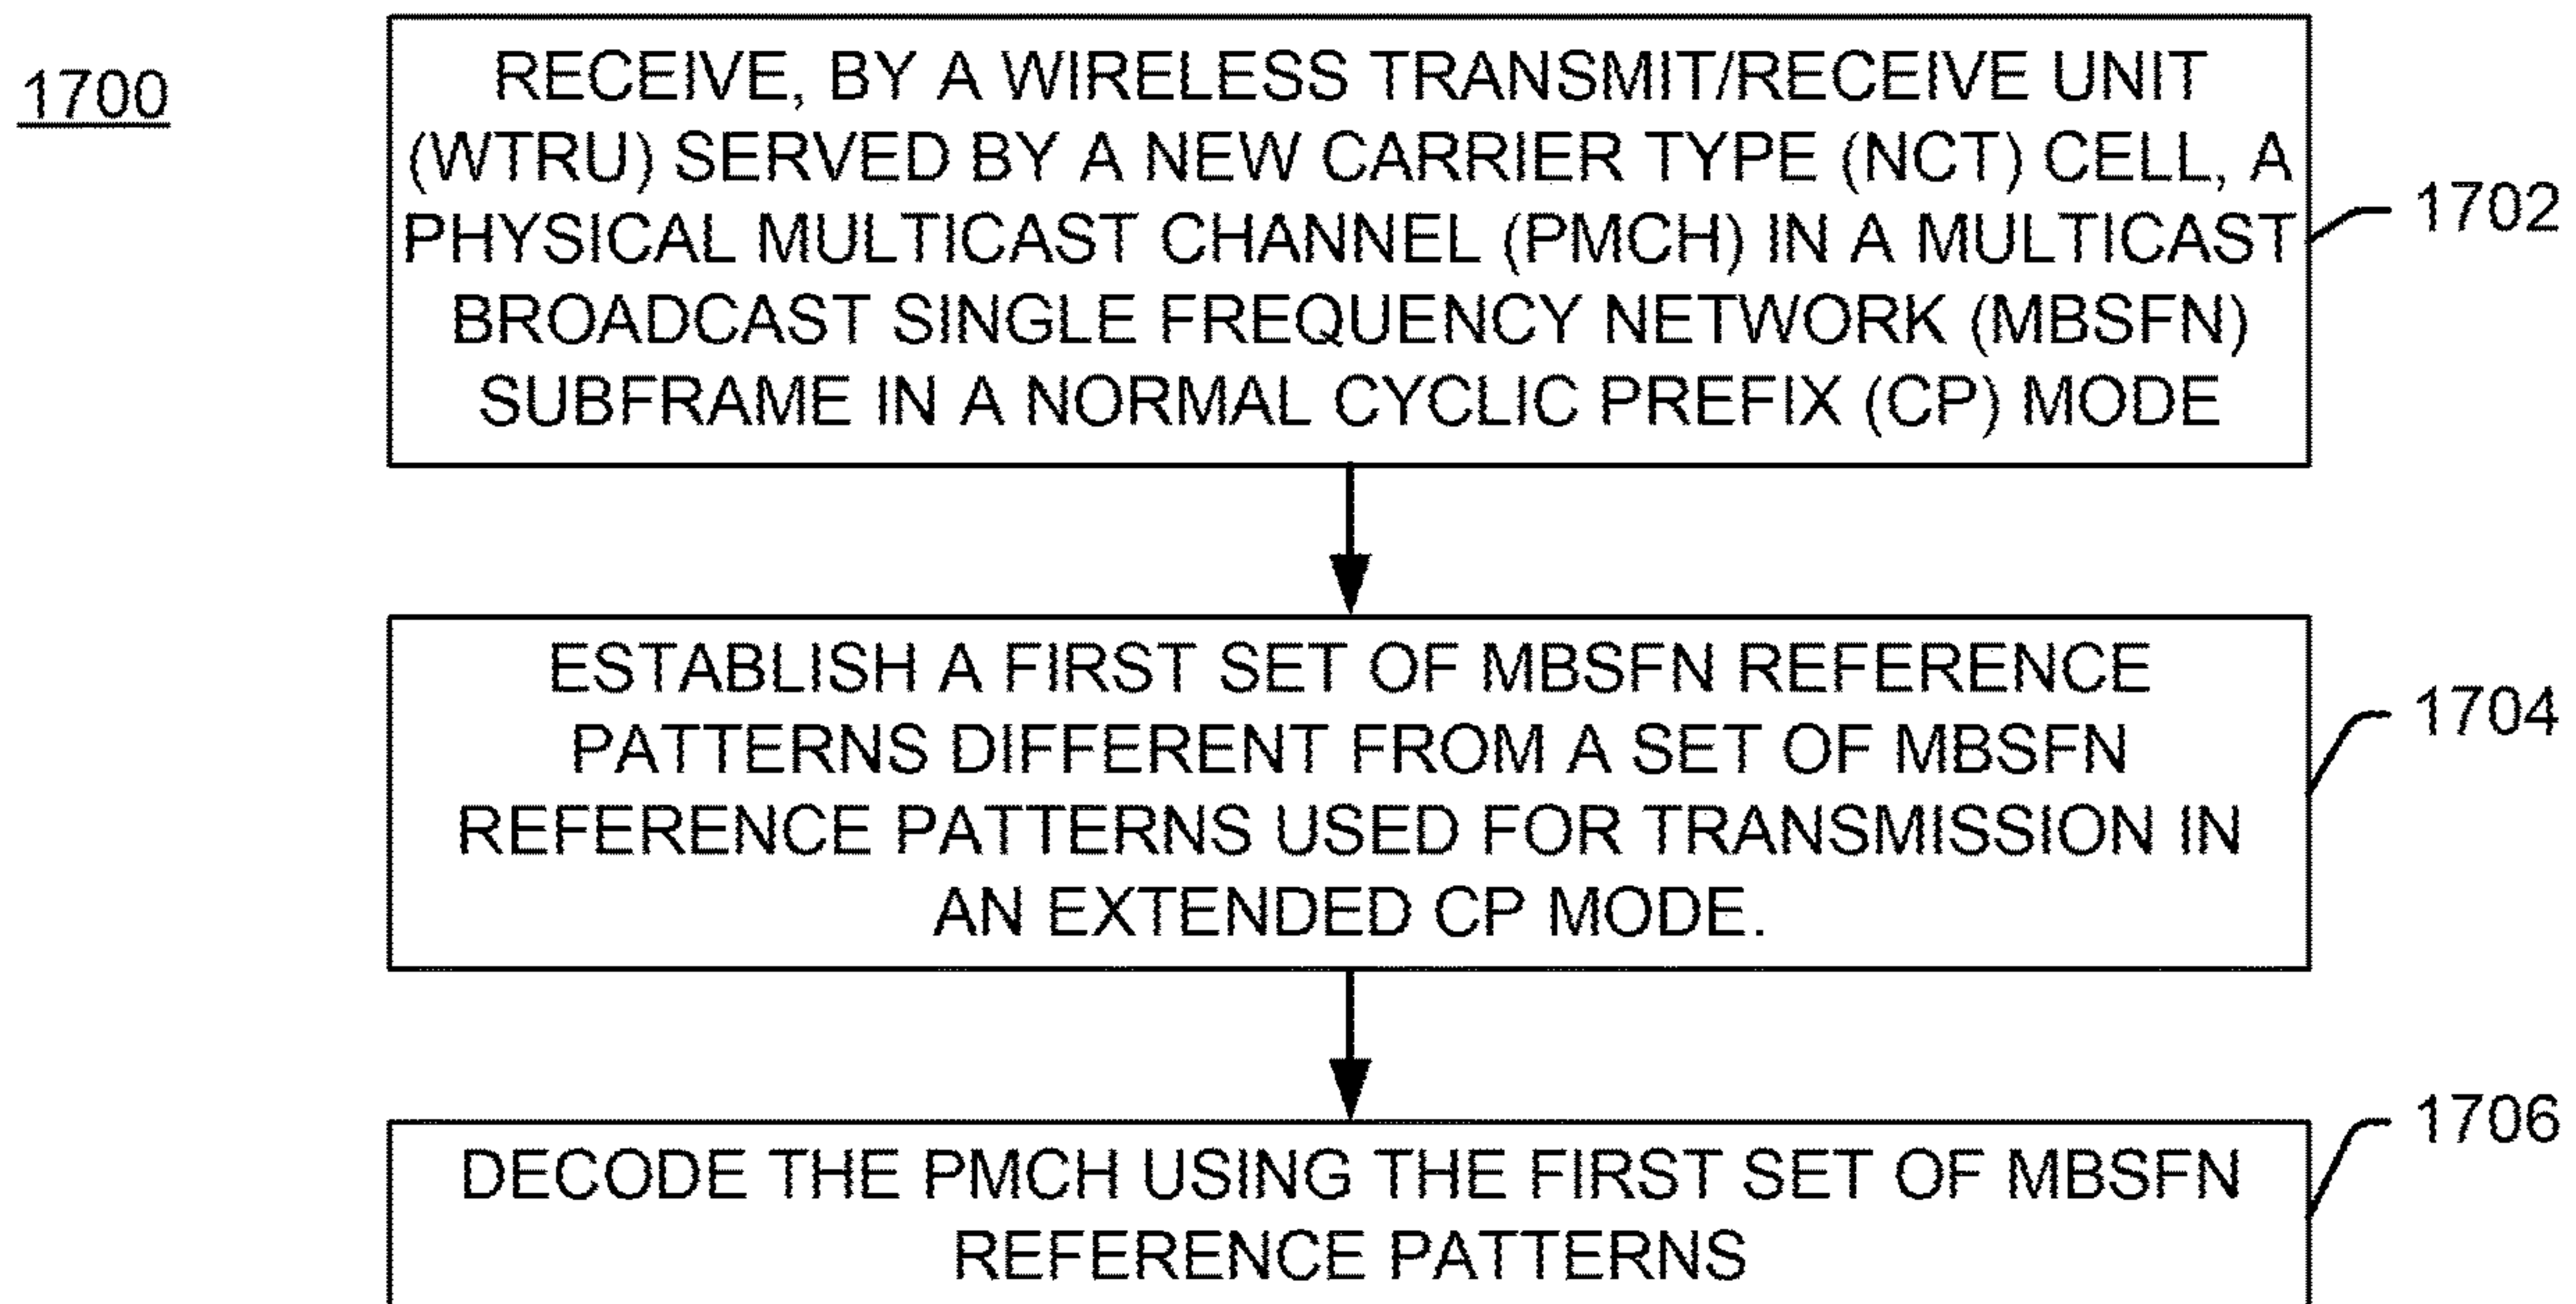 1700
RECEIVE, BY A WIRELESS TRANSMIT/RECEIVE UNIT
(WTRU) SERVED BY A NEW CARRIER TYPE (NCT) CELL, A
PHYSICAL MULTICAST CHANNEL (PMCH) IN A MULTICAST
BROADCAST SINGLE FREQUENCY NETWORK (MBSFN)
SUBFRAME IN A NORMAL CYCLIC PREFIX (CP) MODE
1702
ESTABLISH A FIRST SET OF MBSFN REFERENCE
PATTERNS DIFFERENT FROM A SET OF MBSFN
REFERENCE PATTERNS USED FOR TRANSMISSION IN
AN EXTENDED CP MODE.
1704
DECODE THE PMCH USING THE FIRST SET OF MBSFN
REFERENCE PATTERNS
1706